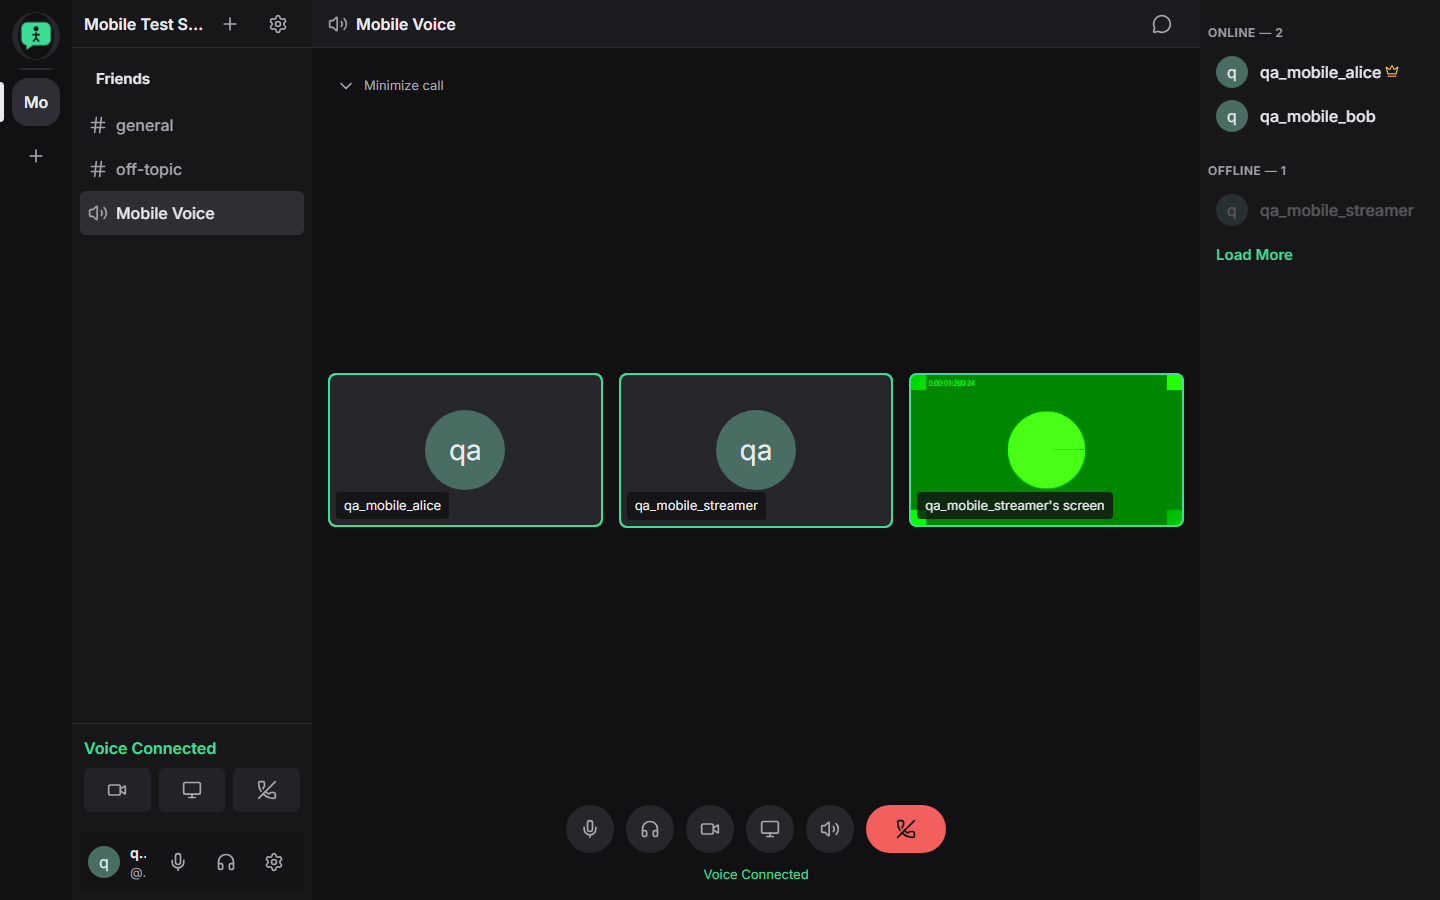 Mobile Test S...
Mo
Friends
general
off-topic
Mobile Voice
Voice Connected
q
q..
@.
Mobile Voice
Minimize call
qa
qa_mobile_alice
qa
qa_mobile_streamer
qa_mobile_streamer's screen
Voice Connected
ONLINE — 2
q
qa_mobile_alice
q
qa_mobile_bob
OFFLINE — 1
q
qa_mobile_streamer
Load More